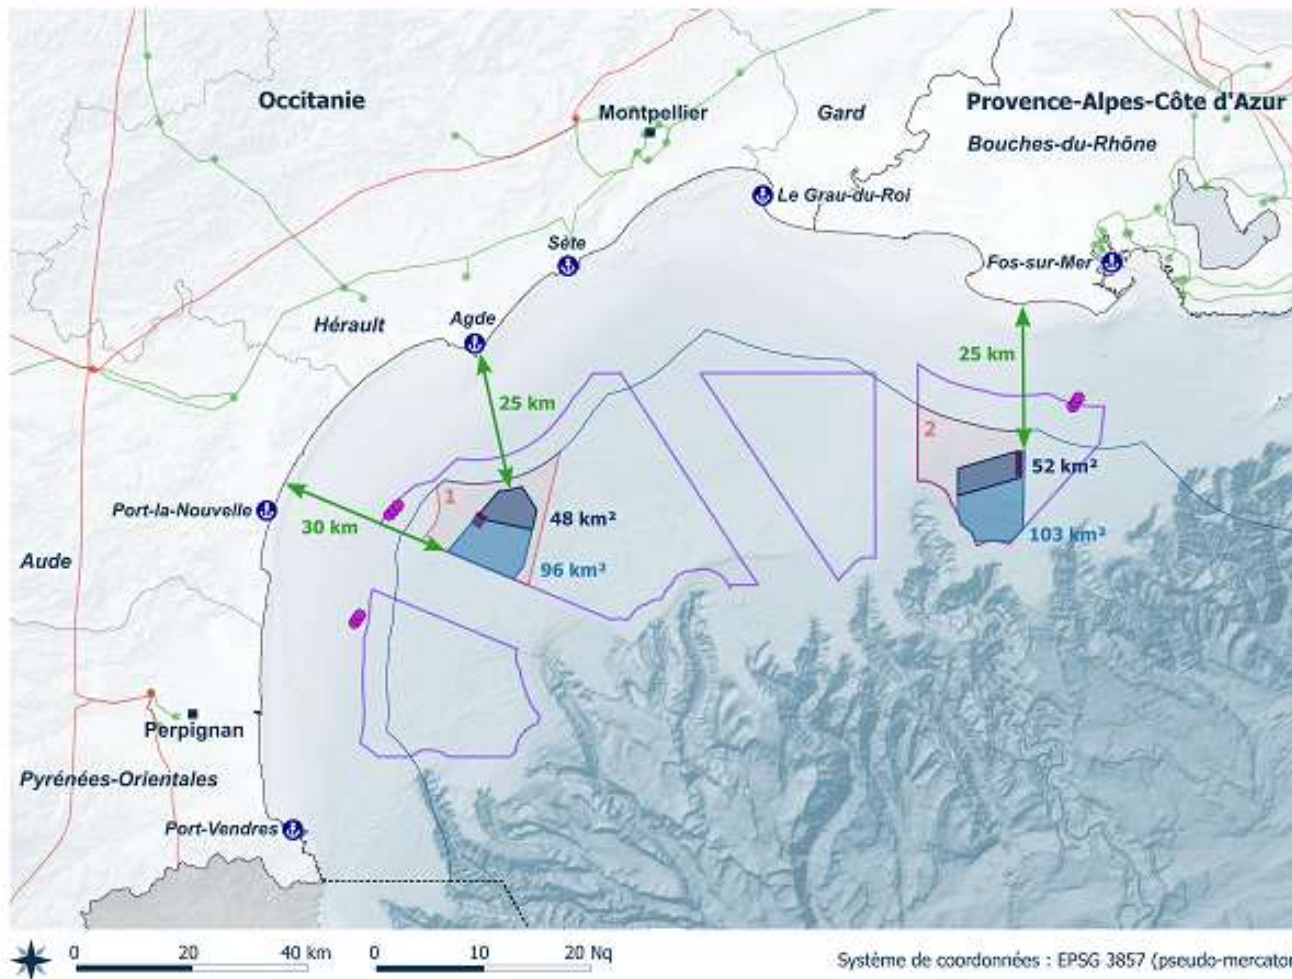 Occitanie
Montpellier
Gard
Provence-Alpes-Côte d'Azur
Bouches-du-Rhône
Le Grau-du-Roi
Sète
Fos-sur-Mer
Hérault
Agde
25 km
25 km
2
1
52 km²
Port-la-Nouvelle
30 km
48 km²
103 km²
Aude
96 km²
Perpignan
Pyrénées-Orientales
Port-Vendres
0 20 40 km 0 10 20 Nq
Système de coordonnées : EPSG 3857 (pseudo-mercator